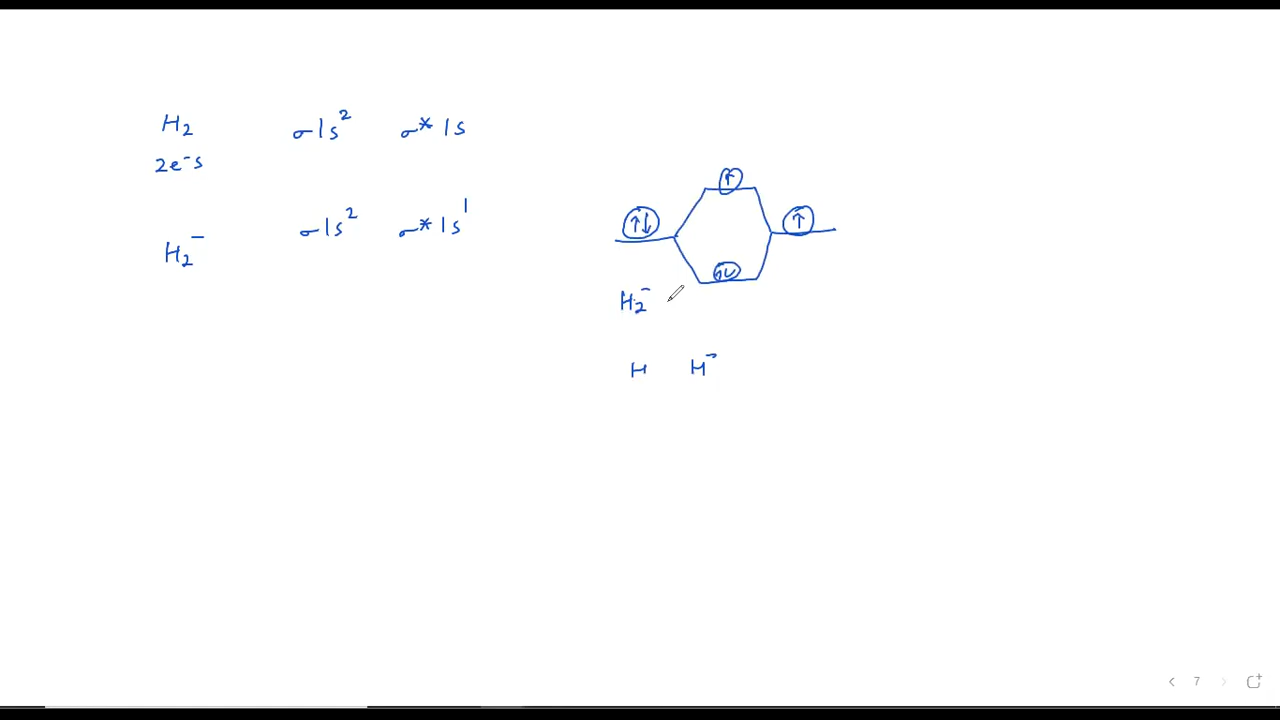 H₂ σ1s² σ*1s
2e⁻s
H₂⁻ σ1s² σ*1s¹
↑
↑↓ ↑
↑↓
H₂⁻
H H⁻
< 7 >